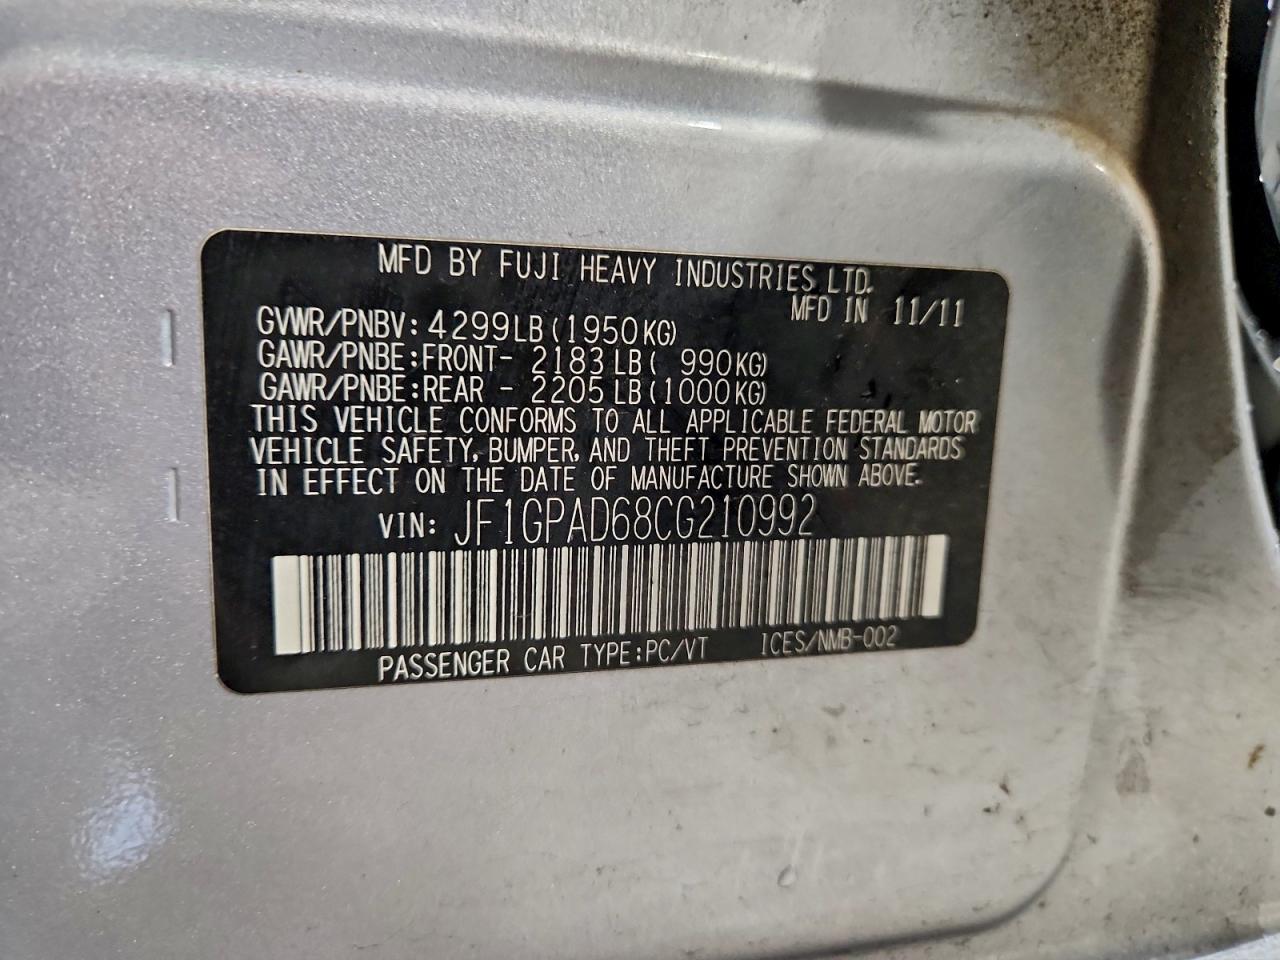 MFD BY FUJI HEAVY INDUSTRIES LTD.
MFD IN 11/11
GVWR/PNBV: 4299LB(1950KG)
GAWR/PNBE:FRONT- 2183LB( 990KG)
GAWR/PNBE:REAR - 2205LB(1000KG)
THIS VEHICLE CONFORMS TO ALL APPLICABLE FEDERAL MOTOR
VEHICLE SAFETY, BUMPER, AND THEFT PREVENTION STANDARDS
IN EFFECT ON THE DATE OF MANUFACTURE SHOWN ABOVE.
VIN: JF1GPAD68CG210992
PASSENGER CAR TYPE:PC/VT ICES/NMB-002